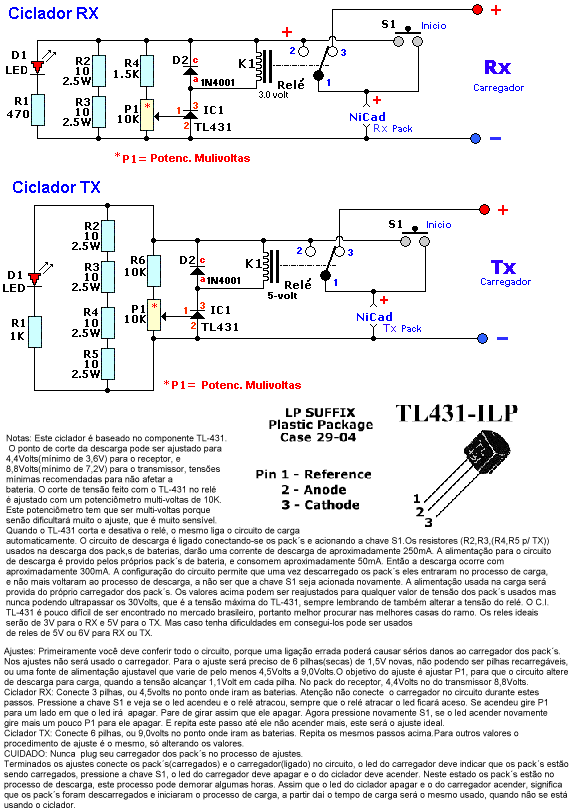 Ciclador RX
D1
LED
R1
470
R2
10
2.5W
R3
10
2.5W
R4
1.5K
P1
10K
*
D2
c
a
1N4001
1
3
2
IC1
TL431
K1
Relé
3.0 volt
+
2
3
1
S1
Inicio
+
NiCad
Rx Pack
+
Rx
Carregador
−
*P1= Potenc. Mulivoltas
Ciclador TX
D1
LED
R1
1K
R2
10
2.5W
R3
10
2.5W
R4
10
2.5W
R5
10
2.5W
R6
10K
P1
10K
*
D2
c
a
1N4001
1
3
2
IC1
TL431
K1
Relé
5-volt
2
3
1
S1
Inicio
+
NiCad
Tx Pack
+
Tx
Carregador
−
*P1= Potenc. Mulivoltas
LP SUFFIX
Plastic Package
Case 29-04
Pin 1 - Reference
2 - Anode
3 - Cathode
TL431-ILP
1
2
3
Notas: Este ciclador é baseado no componente TL-431.
O ponto de corte da descarga pode ser ajustado para
4,4Volts(mínimo de 3,6V) para o receptor, e
8,8Volts(mínimo de 7,2V) para o transmissor, tensões
mínimas recomendadas para não afetar a
bateria. O corte de tensão feito com o TL-431 no relé
é ajustado com um potenciômetro multi-voltas de 10K.
Este potenciômetro tem que ser multi-voltas porque
senão dificultará muito o ajuste, que é muito sensível.
Quando o TL-431 corta e desativa o relé, o mesmo liga o circuito de carga
automaticamente. O circuito de descarga é ligado conectando-se os pack´s e acionando a chave S1.Os resistores (R2,R3,(R4,R5 p/ TX))
usados na descarga dos pack,s de baterias, darão uma corrente de descarga de aproximadamente 250mA. A alimentação para o circuito
de descarga é provido pelos próprios pack´s de bateria, e consomem aproximadamente 50mA. Então a descarga ocorre com
aproximadamente 300mA. A configuração do circuito permite que uma vez descarregado os pack´s eles entraram no processo de carga,
e não mais voltaram ao processo de descarga, a não ser que a chave S1 seja acionada novamente. A alimentação usada na carga será
provida do próprio carregador dos pack´s. Os valores acima podem ser reajustados para qualquer valor de tensão dos pack´s usados mas
nunca podendo ultrapassar os 30Volts, que é a tensão máxima do TL-431, sempre lembrando de também alterar a tensão do relé. O C.I.
TL-431 é pouco difícil de ser encontrado no mercado brasileiro, portanto melhor procurar nas melhores casas do ramo. Os reles ideais
serão de 3V para o RX e 5V para o TX. Mas caso tenha dificuldades em consegui-los pode ser usados
de reles de 5V ou 6V para RX ou TX.
Ajustes: Primeiramente você deve conferir todo o circuito, porque uma ligação errada poderá causar sérios danos ao carregador dos pack´s.
Nos ajustes não será usado o carregador. Para o ajuste será preciso de 6 pilhas(secas) de 1,5V novas, não podendo ser pilhas recarregáveis,
ou uma fonte de alimentação ajustavel que varie de pelo menos 4,5Volts a 9,0Volts.O objetivo do ajuste é ajustar P1, para que o circuito altere
de descarga para carga, quando a tensão alcançar 1,1Volt em cada pilha. No pack do receptor, 4,4Volts no do transmissor 8,8Volts.
Ciclador RX: Conecte 3 pilhas, ou 4,5volts no ponto onde iram as baterias. Atenção não conecte o carregador no circuito durante estes
passos. Pressione a chave S1 e veja se o led acendeu e o relé atracou, sempre que o relé atracar o led ficará aceso. Se acendeu gire P1
para um lado em que o led irá apagar. Pare de girar assim que ele apagar. Agora pressione novamente S1, se o led acender novamente
gire mais um pouco P1 para ele apagar. E repita este passo até ele não acender mais, este será o ajuste ideal.
Ciclador TX: Conecte 6 pilhas, ou 9,0volts no ponto onde iram as baterias. Repita os mesmos passos acima.Para outros valores o
procedimento de ajuste é o mesmo, só alterando os valores.
CUIDADO: Nunca plug seu carregador dos pack´s no processo de ajustes.
Terminados os ajustes conecte os pack´s(carregados) e o carregador(ligado) no circuito, o led do carregador deve indicar que os pack´s estão
sendo carregados, pressione a chave S1, o led do carregador deve apagar e o do ciclador deve acender. Neste estado os pack´s estão no
processo de descarga, este processo pode demorar algumas horas. Assim que o led do ciclador apagar e o do carregador acender, significa
que os pack´s foram descarregados e iniciaram o processo de carga, a partir daí o tempo de carga será o mesmo usado, quando não se está
usando o ciclador.